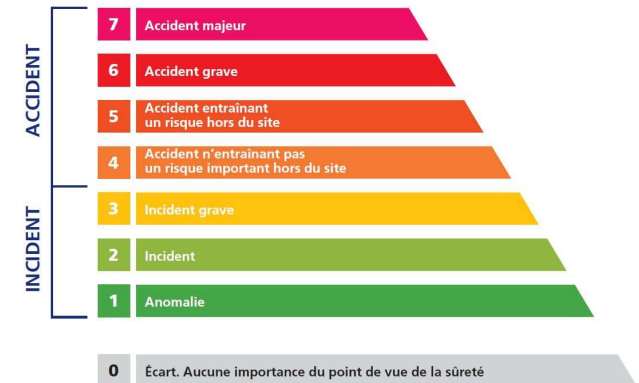 ACCIDENT
7 Accident majeur
6 Accident grave
5 Accident entraînant
un risque hors du site
4 Accident n’entraînant pas
un risque important hors du site
INCIDENT
3 Incident grave
2 Incident
1 Anomalie
0 Écart. Aucune importance du point de vue de la sûreté